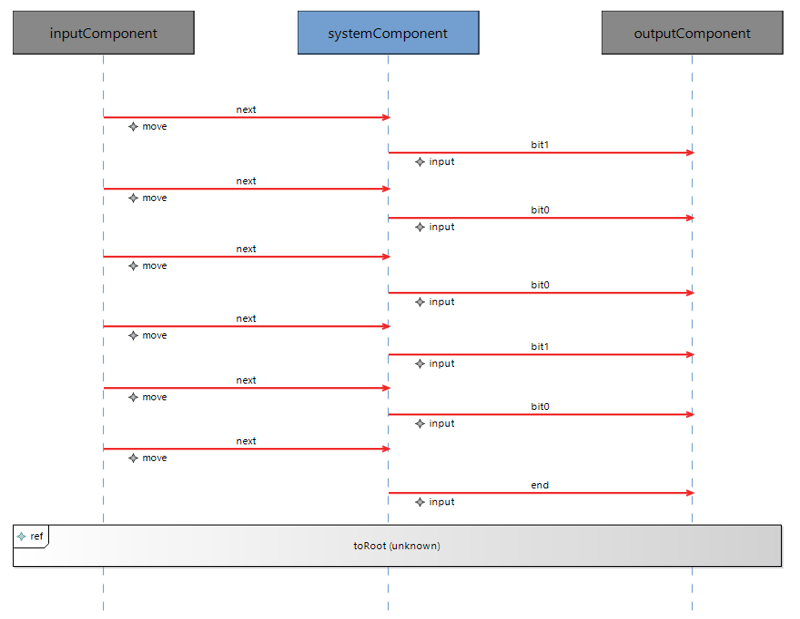 inputComponent
systemComponent
outputComponent
next
move
bit1
input
next
move
bit0
input
next
move
bit0
input
next
move
bit1
input
next
move
bit0
input
next
move
end
input
ref
toRoot (unknown)